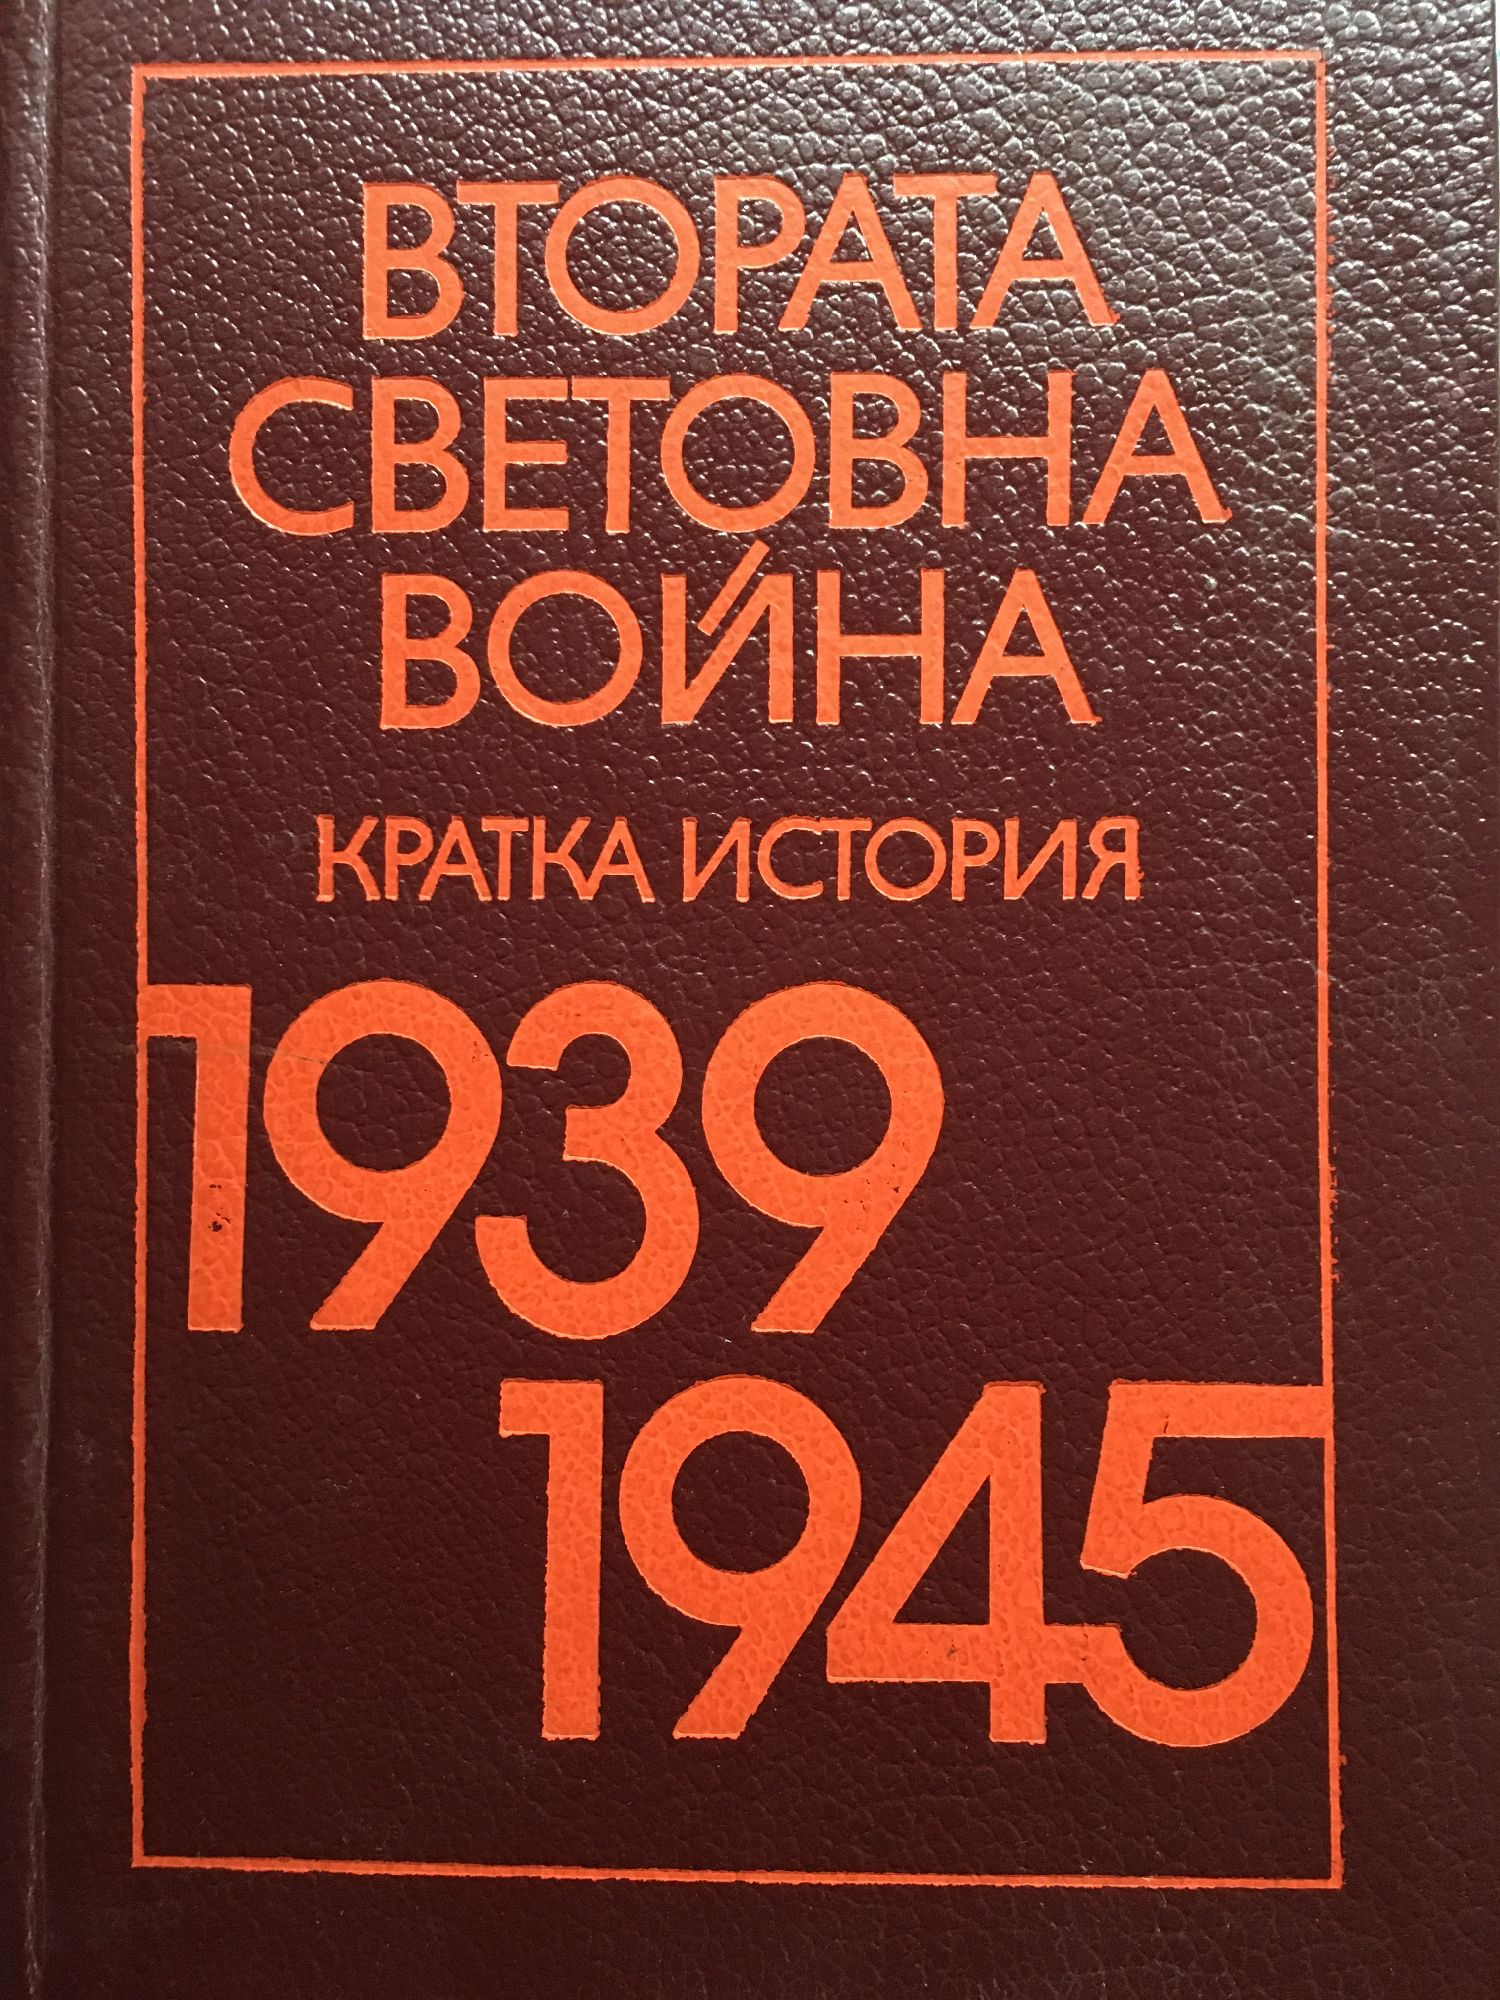 ВТОРАТА
СВЕТОВНА
ВОЙНА
КРАТКА ИСТОРИЯ
1939
1945